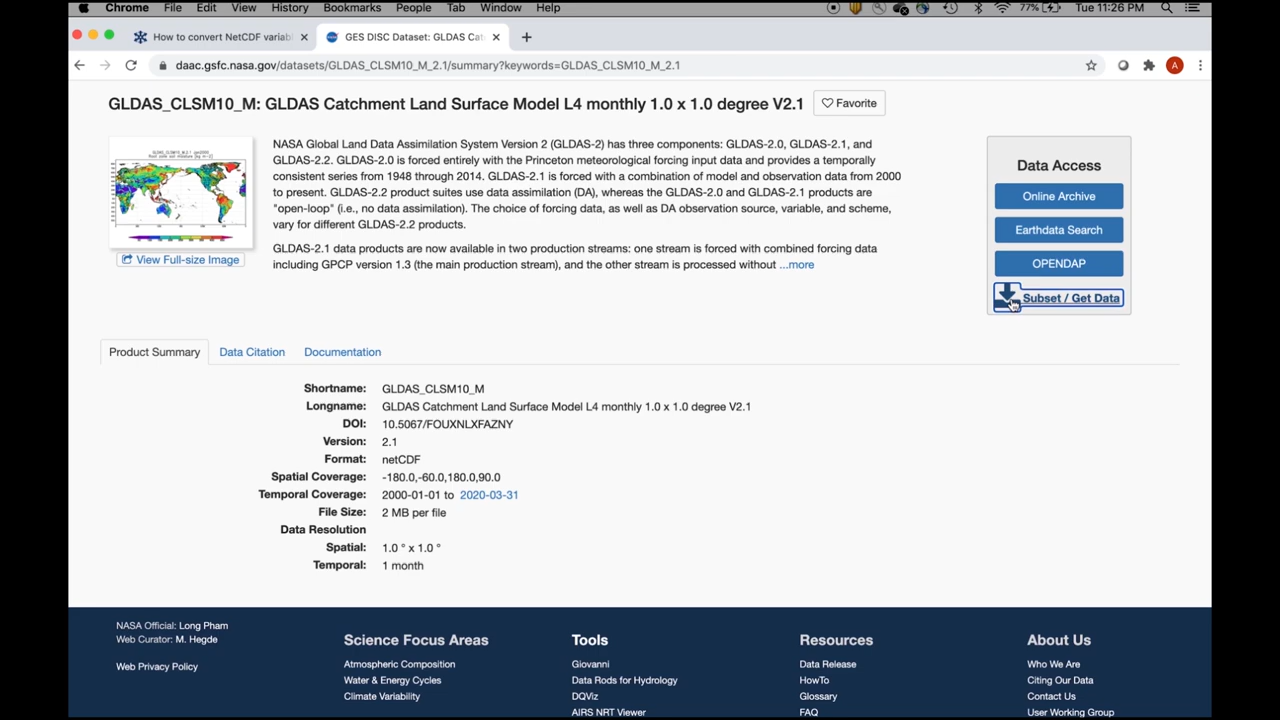 Chrome File Edit View History Bookmarks People Tab Window Help 77% Tue 11:26 PM
How to convert NetCDF variab × GES DISC Dataset: GLDAS Cat × +
daac.gsfc.nasa.gov/datasets/GLDAS_CLSM10_M_2.1/summary?keywords=GLDAS_CLSM10_M_2.1 A
GLDAS_CLSM10_M: GLDAS Catchment Land Surface Model L4 monthly 1.0 x 1.0 degree V2.1 Favorite
NASA Global Land Data Assimilation System Version 2 (GLDAS-2) has three components: GLDAS-2.0, GLDAS-2.1, and
GLDAS-2.2. GLDAS-2.0 is forced entirely with the Princeton meteorological forcing input data and provides a temporally
consistent series from 1948 through 2014. GLDAS-2.1 is forced with a combination of model and observation data from 2000
to present. GLDAS-2.2 product suites use data assimilation (DA), whereas the GLDAS-2.0 and GLDAS-2.1 products are
"open-loop" (i.e., no data assimilation). The choice of forcing data, as well as DA observation source, variable, and scheme,
vary for different GLDAS-2.2 products.
GLDAS-2.1 data products are now available in two production streams: one stream is forced with combined forcing data
including GPCP version 1.3 (the main production stream), and the other stream is processed without ...more
View Full-size Image
Data Access
Online Archive
Earthdata Search
OPENDAP
Subset / Get Data
Product Summary Data Citation Documentation
Shortname: GLDAS_CLSM10_M
Longname: GLDAS Catchment Land Surface Model L4 monthly 1.0 x 1.0 degree V2.1
DOI: 10.5067/FOUXNLXFAZNY
Version: 2.1
Format: netCDF
Spatial Coverage: -180.0,-60.0,180.0,90.0
Temporal Coverage: 2000-01-01 to 2020-03-31
File Size: 2 MB per file
Data Resolution
Spatial: 1.0 ° x 1.0 °
Temporal: 1 month
NASA Official: Long Pham
Web Curator: M. Hegde
Web Privacy Policy
Science Focus Areas
Atmospheric Composition
Water & Energy Cycles
Climate Variability
Tools
Giovanni
Data Rods for Hydrology
DQViz
AIRS NRT Viewer
Resources
Data Release
HowTo
Glossary
FAQ
About Us
Who We Are
Citing Our Data
Contact Us
User Working Group